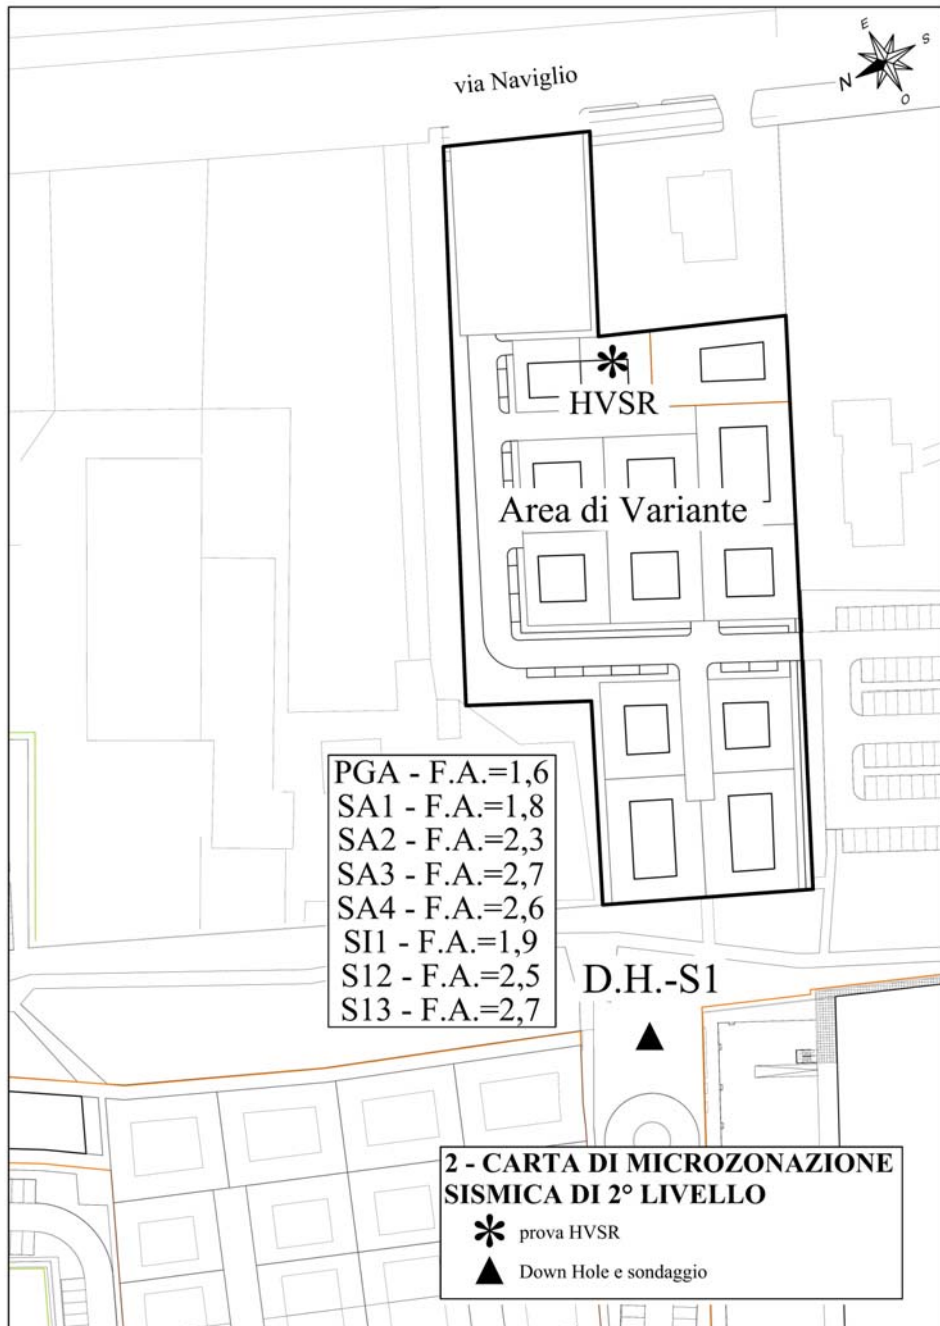 E
S
N
O
via Naviglio
HVSR
Area di Variante
PGA - F.A.=1,6
SA1 - F.A.=1,8
SA2 - F.A.=2,3
SA3 - F.A.=2,7
SA4 - F.A.=2,6
SI1 - F.A.=1,9
S12 - F.A.=2,5
S13 - F.A.=2,7
D.H.-S1
2 - CARTA DI MICROZONAZIONE
SISMICA DI 2° LIVELLO
prova HVSR
Down Hole e sondaggio